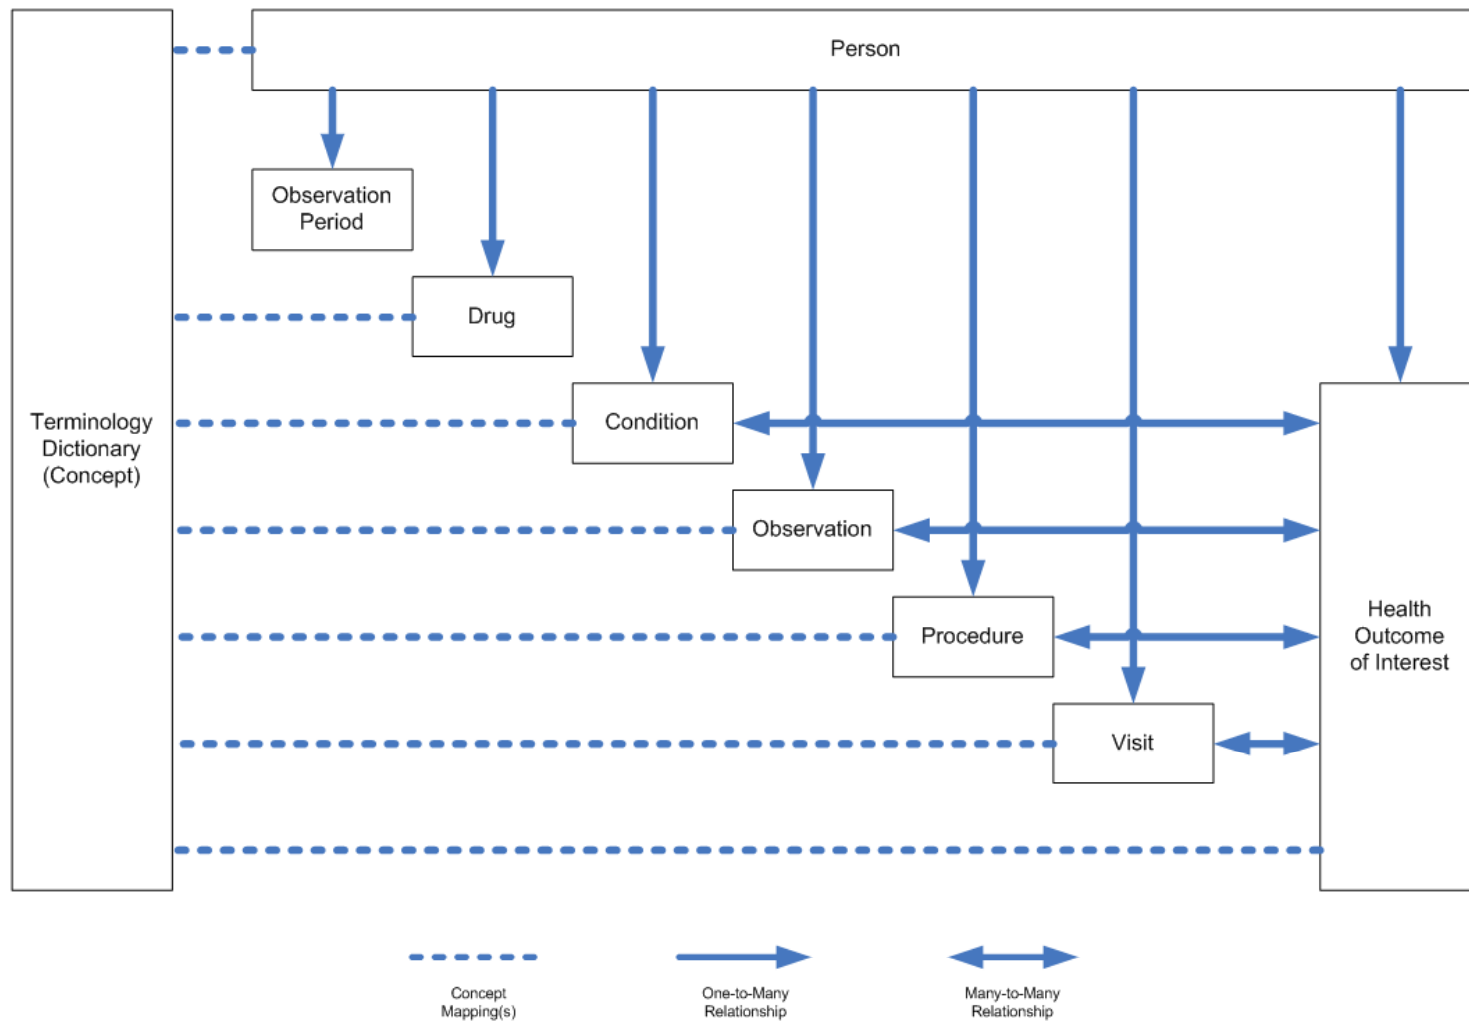 Person
Observation
Period
Drug
Terminology
Dictionary
(Concept)
Condition
Observation
Procedure
Health
Outcome
of Interest
Visit
Concept
Mapping(s)
One-to-Many
Relationship
Many-to-Many
Relationship